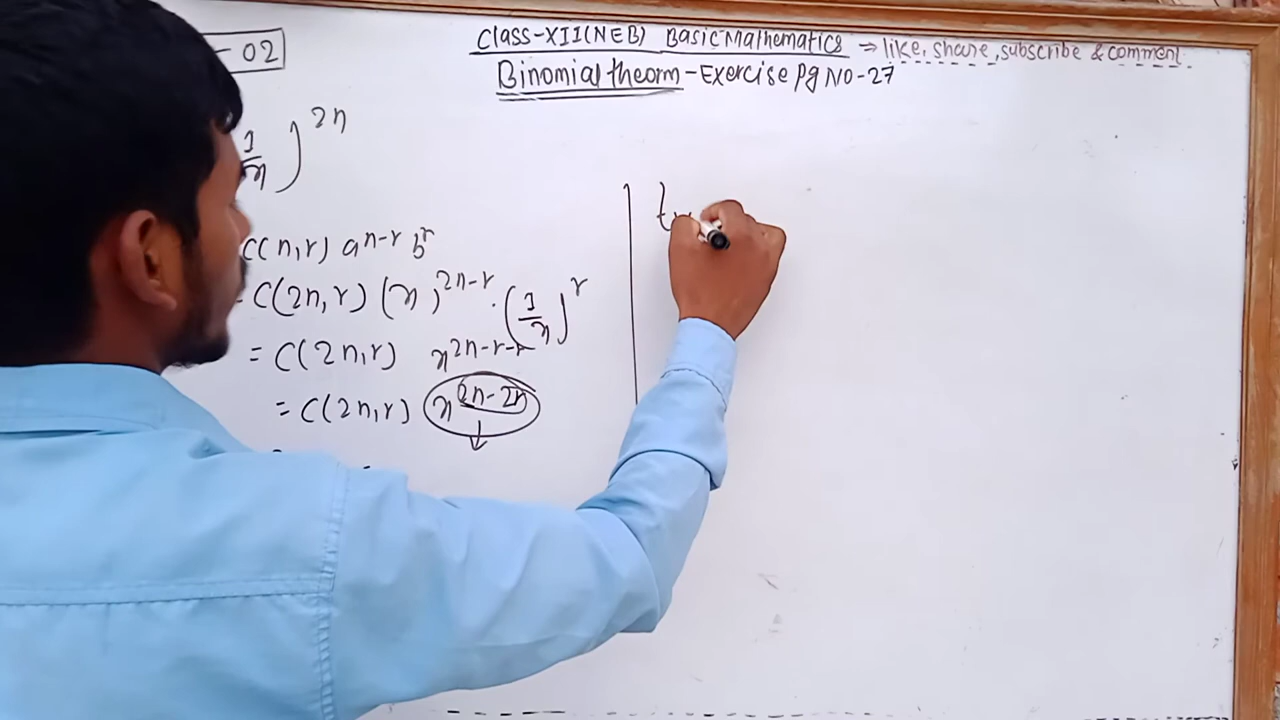 Class-XII(NEB) Basic Mathematics → like, share, subscribe & comment
Binomial theorm - Exercise Pg NO-27
- 02
1/x )^2n
C(n,r) a^n-r b^r
= C(2n,r) (x)^2n-r . (1/x)^r
= C(2n,r) x^2n-r-r
= C(2n,r) x^2n-2r
↓
t